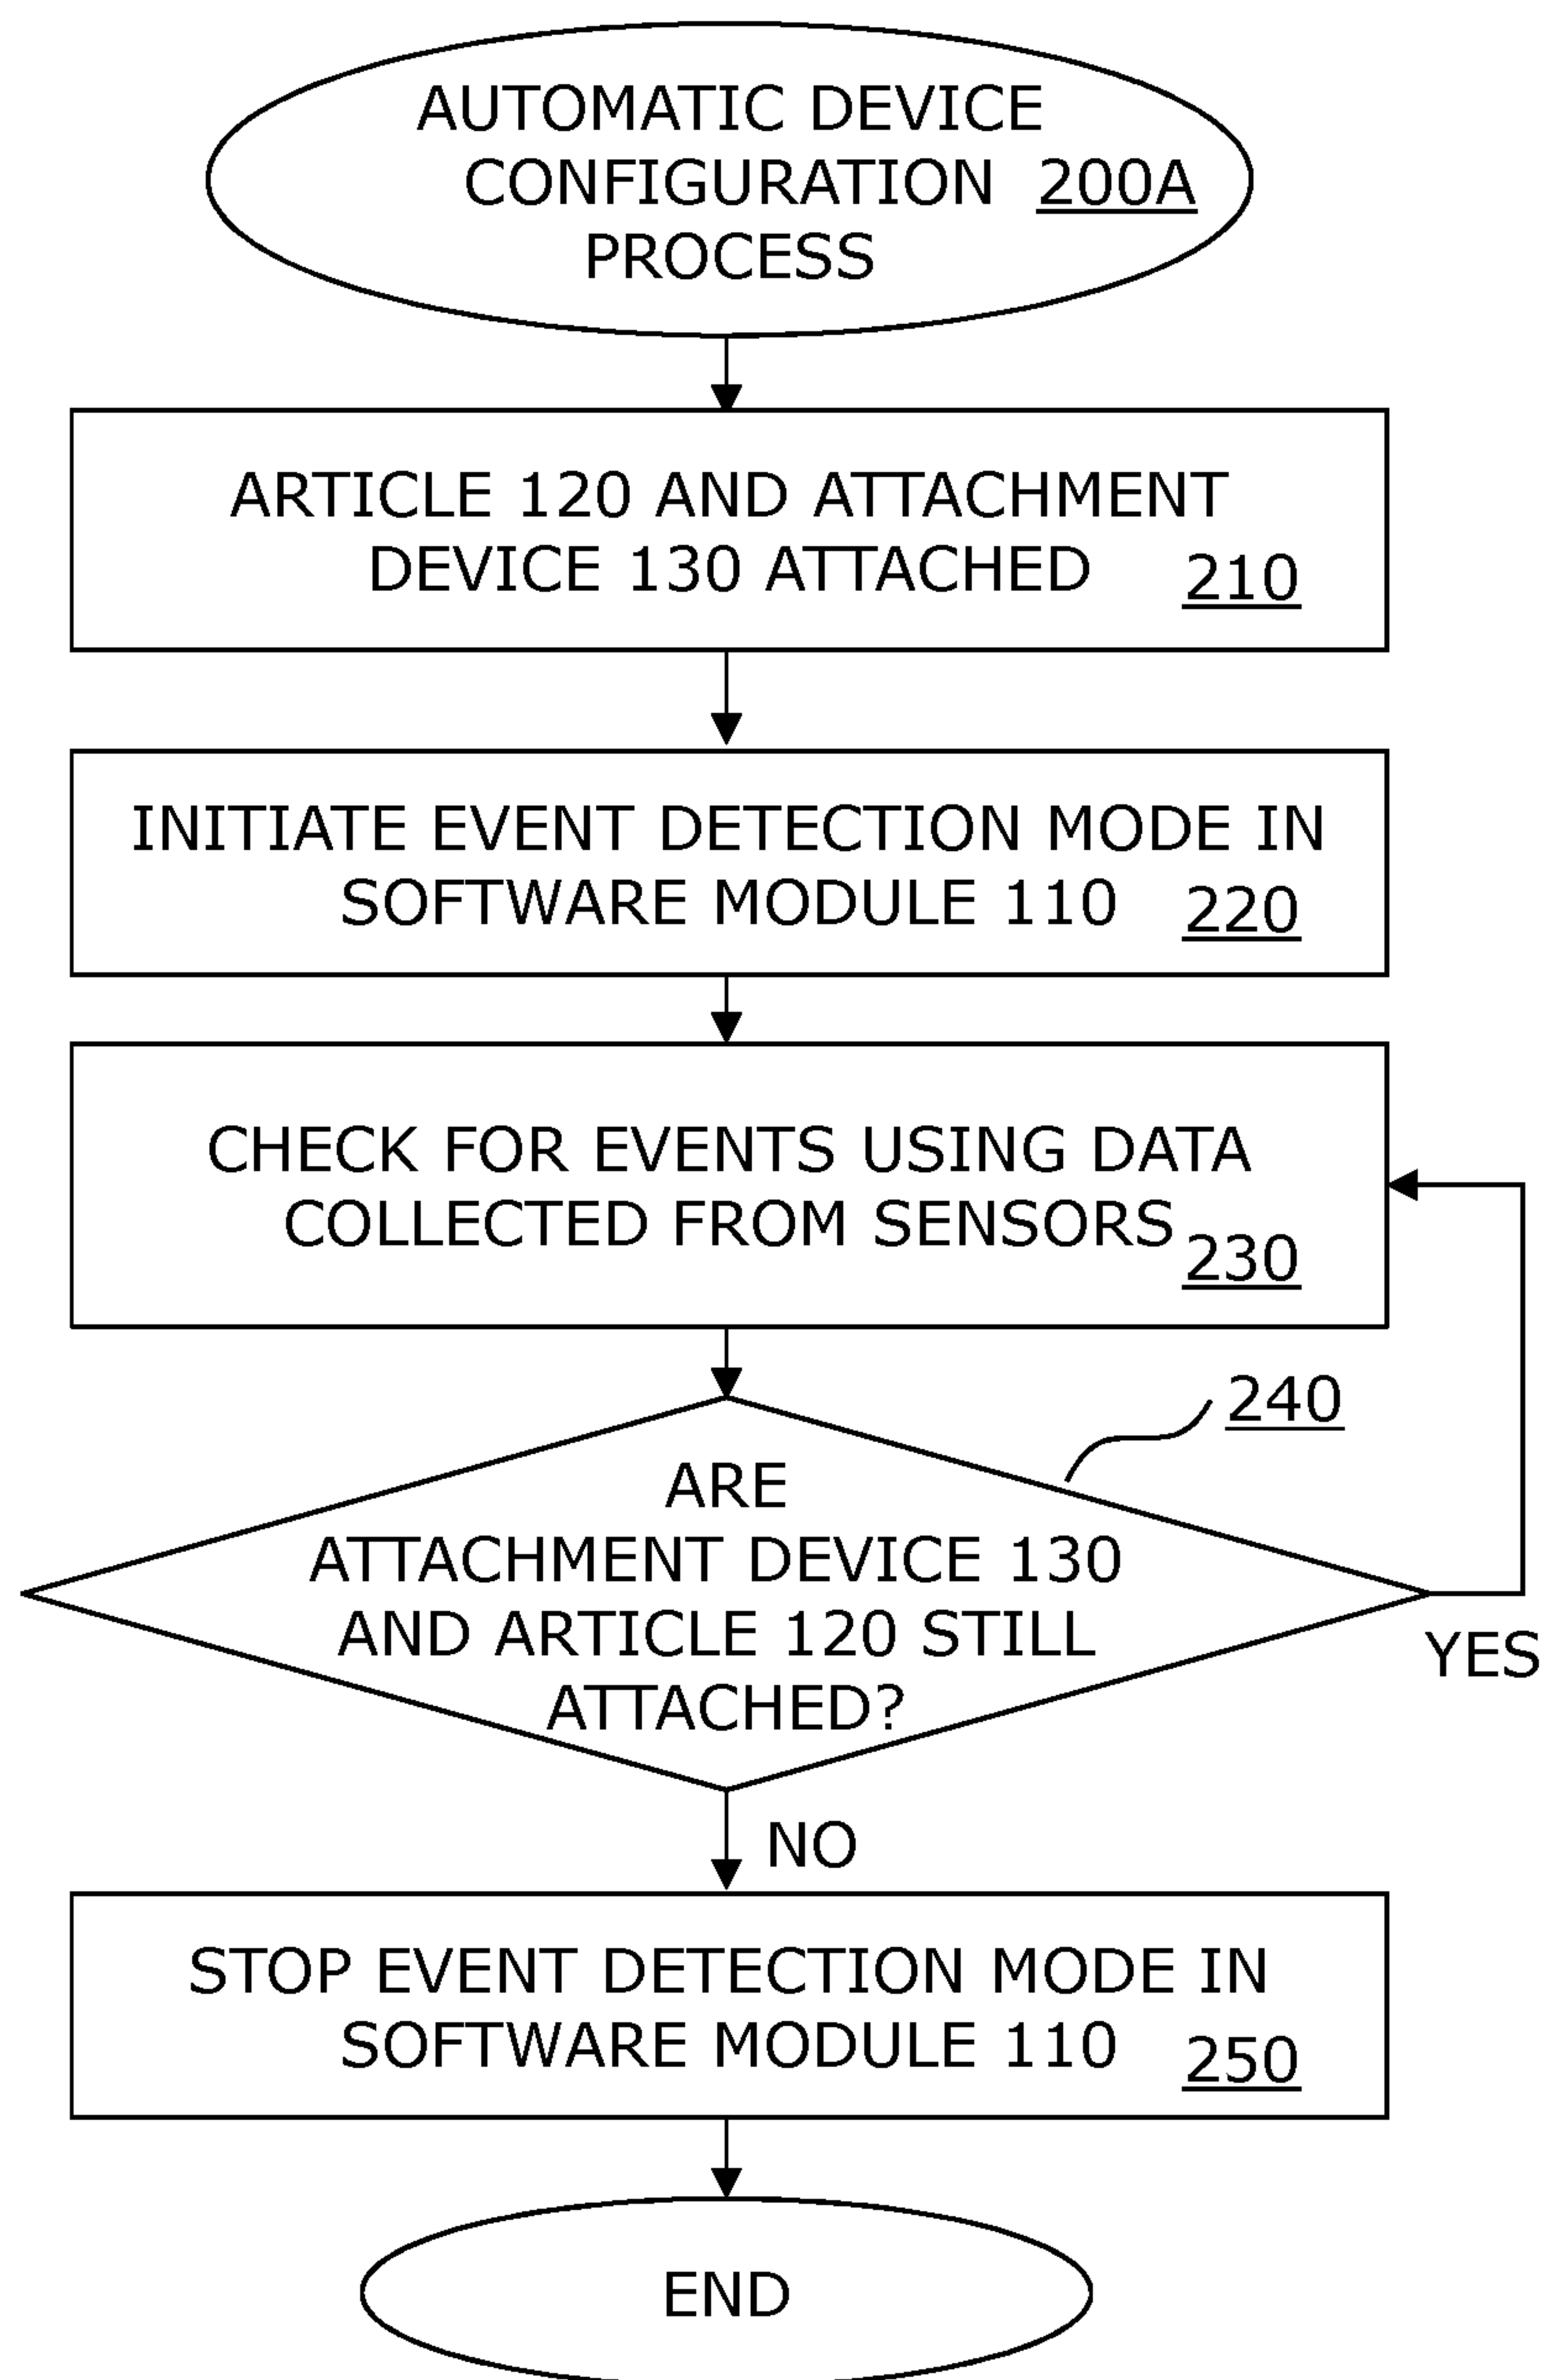 AUTOMATIC DEVICE
CONFIGURATION 200A
PROCESS
ARTICLE 120 AND ATTACHMENT
DEVICE 130 ATTACHED 210
INITIATE EVENT DETECTION MODE IN
SOFTWARE MODULE 110 220
CHECK FOR EVENTS USING DATA
COLLECTED FROM SENSORS 230
240
ARE
ATTACHMENT DEVICE 130
AND ARTICLE 120 STILL
ATTACHED?
YES
NO
STOP EVENT DETECTION MODE IN
SOFTWARE MODULE 110 250
END